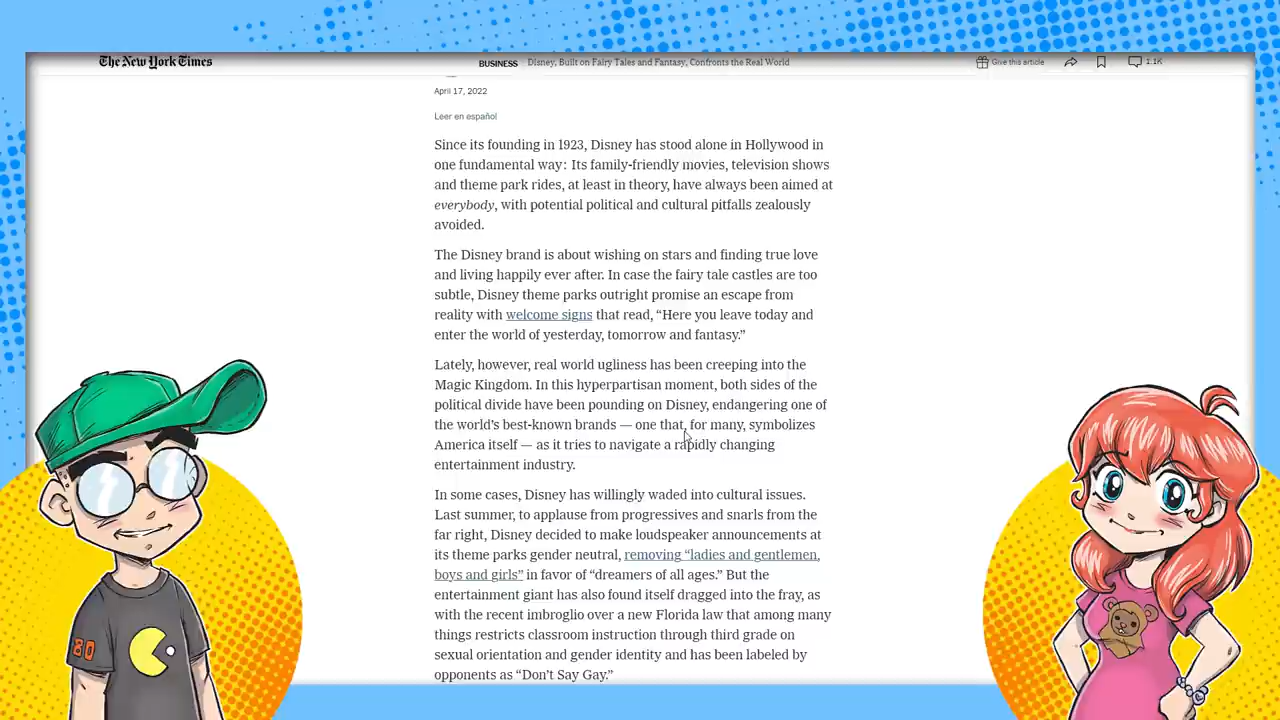 The New York Times
BUSINESS Disney, Built on Fairy Tales and Fantasy, Confronts the Real World
Give this article
1.1K
April 17, 2022
Leer en español
Since its founding in 1923, Disney has stood alone in Hollywood in
one fundamental way: Its family-friendly movies, television shows
and theme park rides, at least in theory, have always been aimed at
everybody, with potential political and cultural pitfalls zealously
avoided.
The Disney brand is about wishing on stars and finding true love
and living happily ever after. In case the fairy tale castles are too
subtle, Disney theme parks outright promise an escape from
reality with welcome signs that read, “Here you leave today and
enter the world of yesterday, tomorrow and fantasy.”
Lately, however, real world ugliness has been creeping into the
Magic Kingdom. In this hyperpartisan moment, both sides of the
political divide have been pounding on Disney, endangering one of
the world’s best-known brands — one that, for many, symbolizes
America itself — as it tries to navigate a rapidly changing
entertainment industry.
In some cases, Disney has willingly waded into cultural issues.
Last summer, to applause from progressives and snarls from the
far right, Disney decided to make loudspeaker announcements at
its theme parks gender neutral, removing “ladies and gentlemen,
boys and girls” in favor of “dreamers of all ages.” But the
entertainment giant has also found itself dragged into the fray, as
with the recent imbroglio over a new Florida law that among many
things restricts classroom instruction through third grade on
sexual orientation and gender identity and has been labeled by
opponents as “Don’t Say Gay.”
80